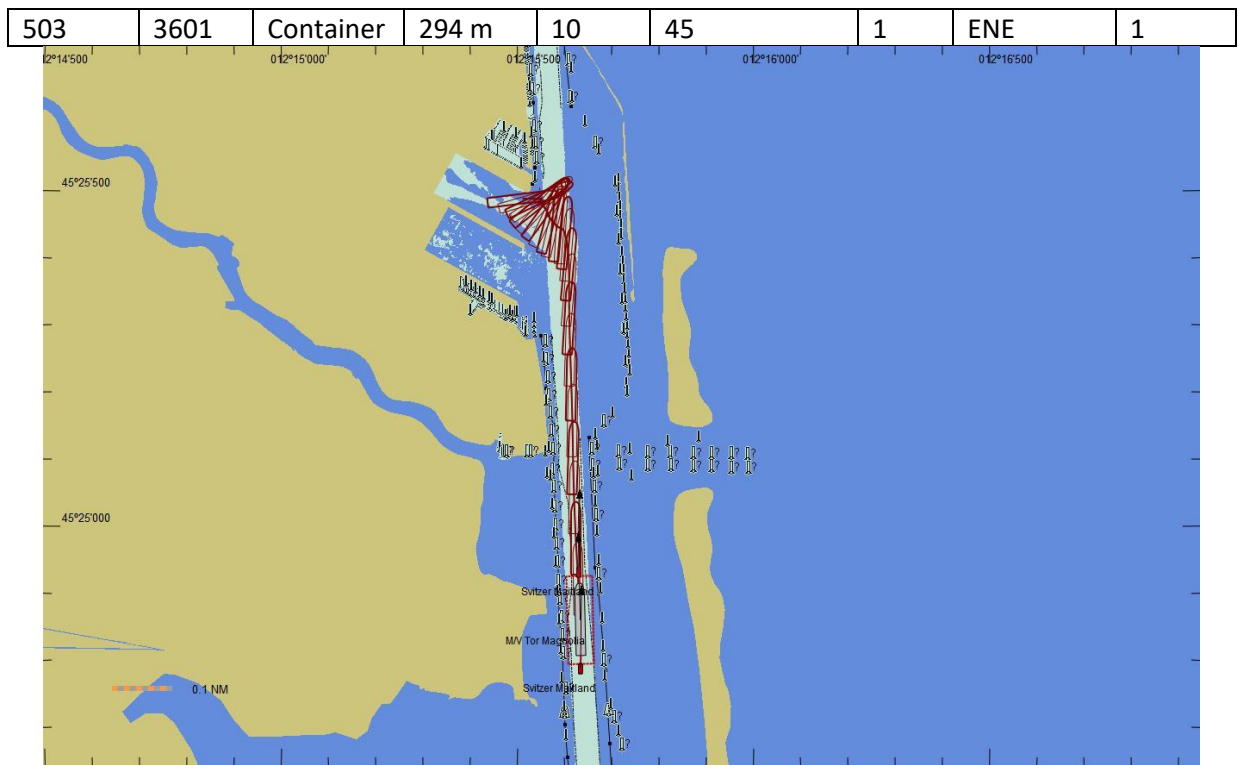 503 3601 Container 294 m 10 45 1 ENE 1
012°15'000' 012°16'000' 012°16'500'
45°25'500
45°25'000
Svitzer Maitland
M/V Tor Magnolia
0.1 NM
Svitzer Maitland